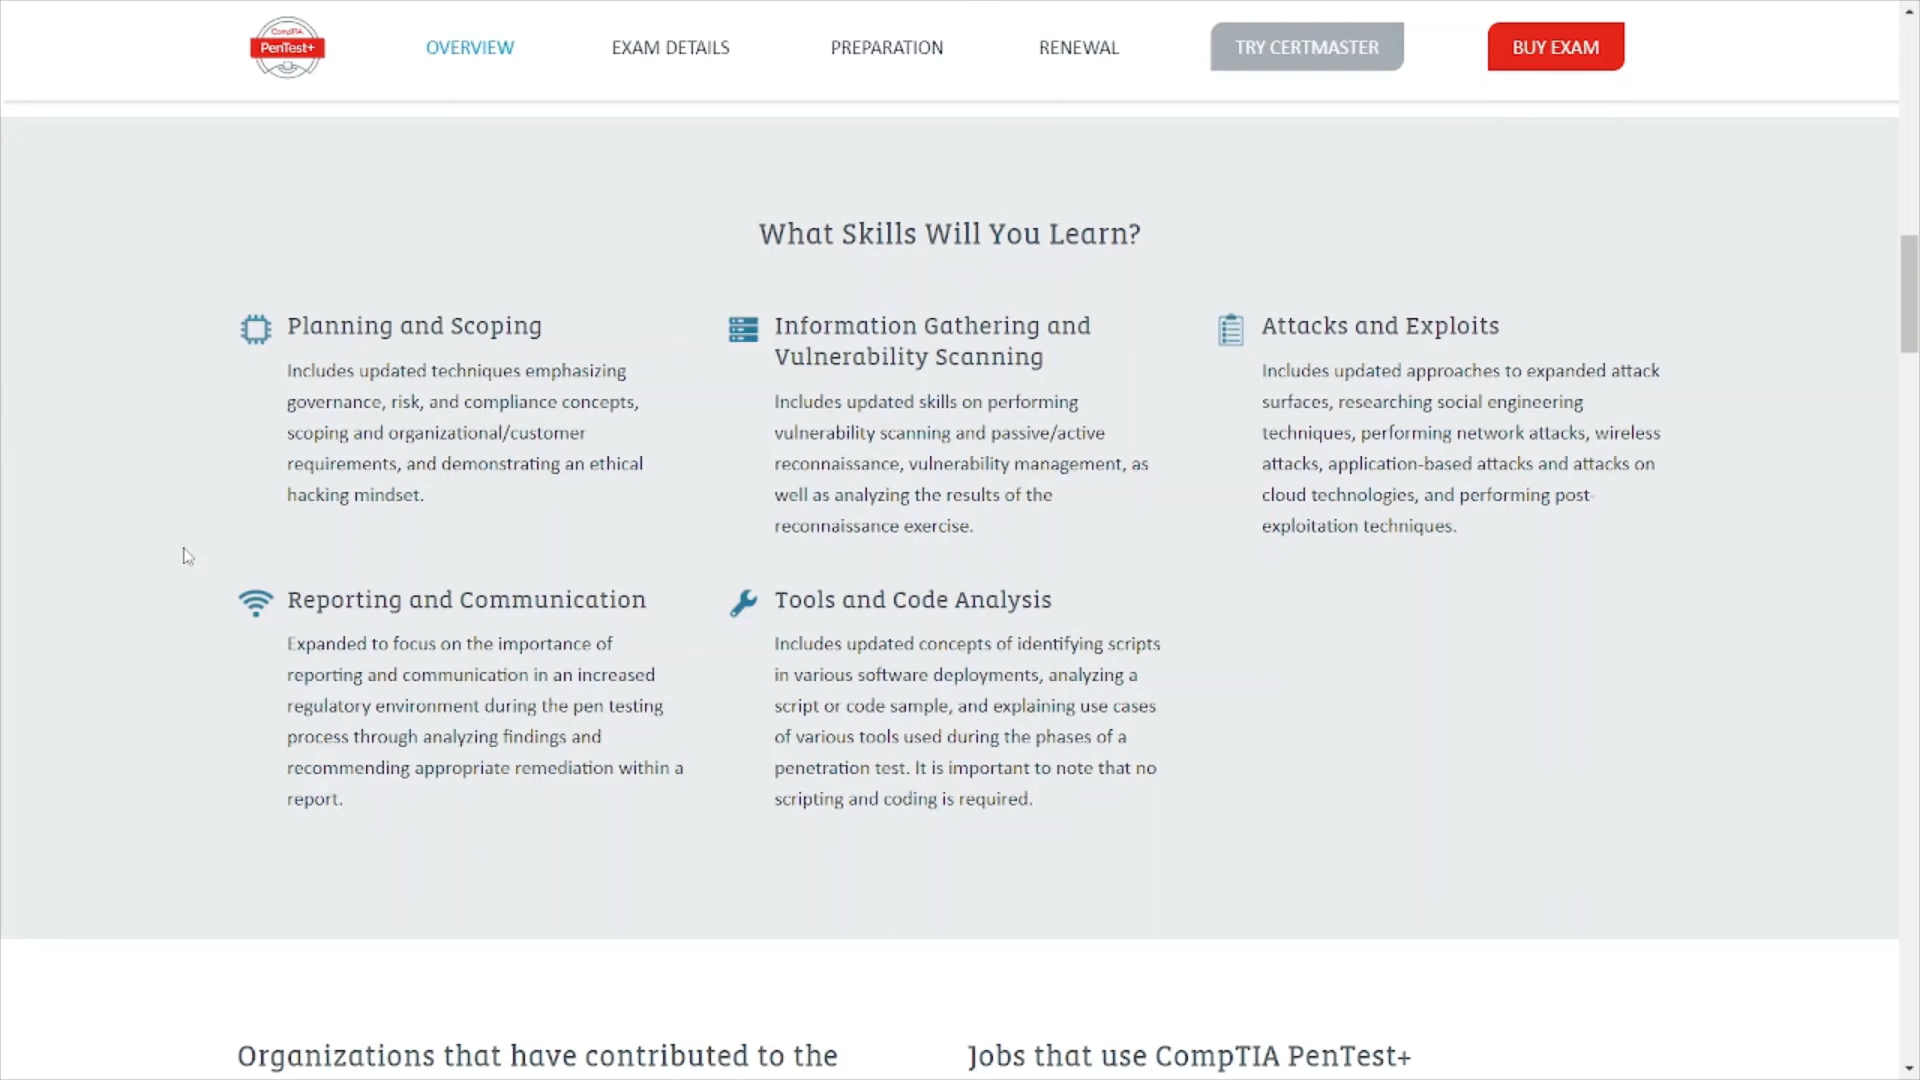 CompTIA
PenTest+
OVERVIEW
EXAM DETAILS
PREPARATION
RENEWAL
TRY CERTMASTER
BUY EXAM
What Skills Will You Learn?
Planning and Scoping
Includes updated techniques emphasizing
governance, risk, and compliance concepts,
scoping and organizational/customer
requirements, and demonstrating an ethical
hacking mindset.
Information Gathering and
Vulnerability Scanning
Includes updated skills on performing
vulnerability scanning and passive/active
reconnaissance, vulnerability management, as
well as analyzing the results of the
reconnaissance exercise.
Attacks and Exploits
Includes updated approaches to expanded attack
surfaces, researching social engineering
techniques, performing network attacks, wireless
attacks, application-based attacks and attacks on
cloud technologies, and performing post-
exploitation techniques.
Reporting and Communication
Expanded to focus on the importance of
reporting and communication in an increased
regulatory environment during the pen testing
process through analyzing findings and
recommending appropriate remediation within a
report.
Tools and Code Analysis
Includes updated concepts of identifying scripts
in various software deployments, analyzing a
script or code sample, and explaining use cases
of various tools used during the phases of a
penetration test. It is important to note that no
scripting and coding is required.
Organizations that have contributed to the
Jobs that use CompTIA PenTest+